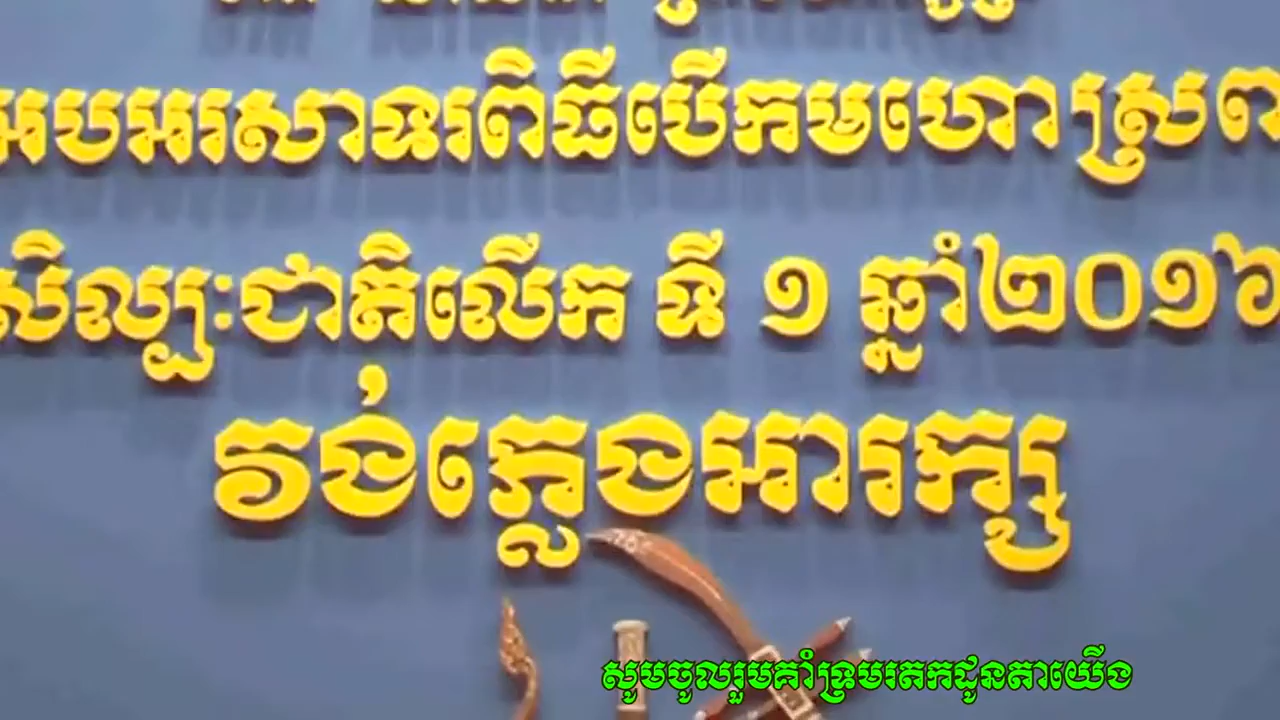 អបអរសាទរពិធីបើកមហោស្រព
សិល្បៈជាតិលើក ទី ១ ឆ្នាំ២០១៦
វង់ភ្លេងអារក្ស
សូមចូលរួមគាំទ្រមរតកដូនតាយើង